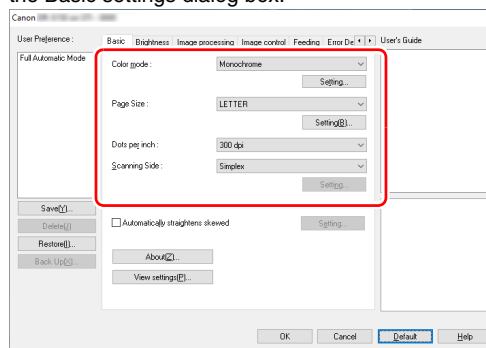 the Basic settings dialog box.
Canon
User Preference :
Full Automatic Mode
Basic Brightness Image processing Image control Feeding Error De
User's Guide
Color mode : Monochrome
Setting...
Page Size : LETTER
Setting[B]...
Dots per inch : 300 dpi
Scanning Side : Simplex
Setting...
Save[Y]...
Delete[J]
Restore[I]...
Back Up[X]...
Automatically straightens skewed
Setting...
About[Z]...
View settings[P]...
OK Cancel Default Help